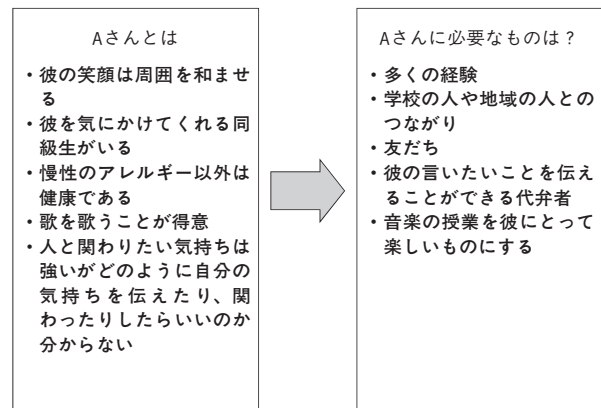 Aさんとは
・彼の笑顔は周囲を和ませ
る
・彼を気にかけてくれる同
級生がいる
・慢性のアレルギー以外は
健康である
・歌を歌うことが得意
・人と関わりたい気持ちは
強いがどのように自分の
気持ちを伝えたり、関
わったりしたらいいのか
分からない
Aさんに必要なものは？
・多くの経験
・学校の人や地域の人との
つながり
・友だち
・彼の言いたいことを伝え
ることができる代弁者
・音楽の授業を彼にとって
楽しいものにする